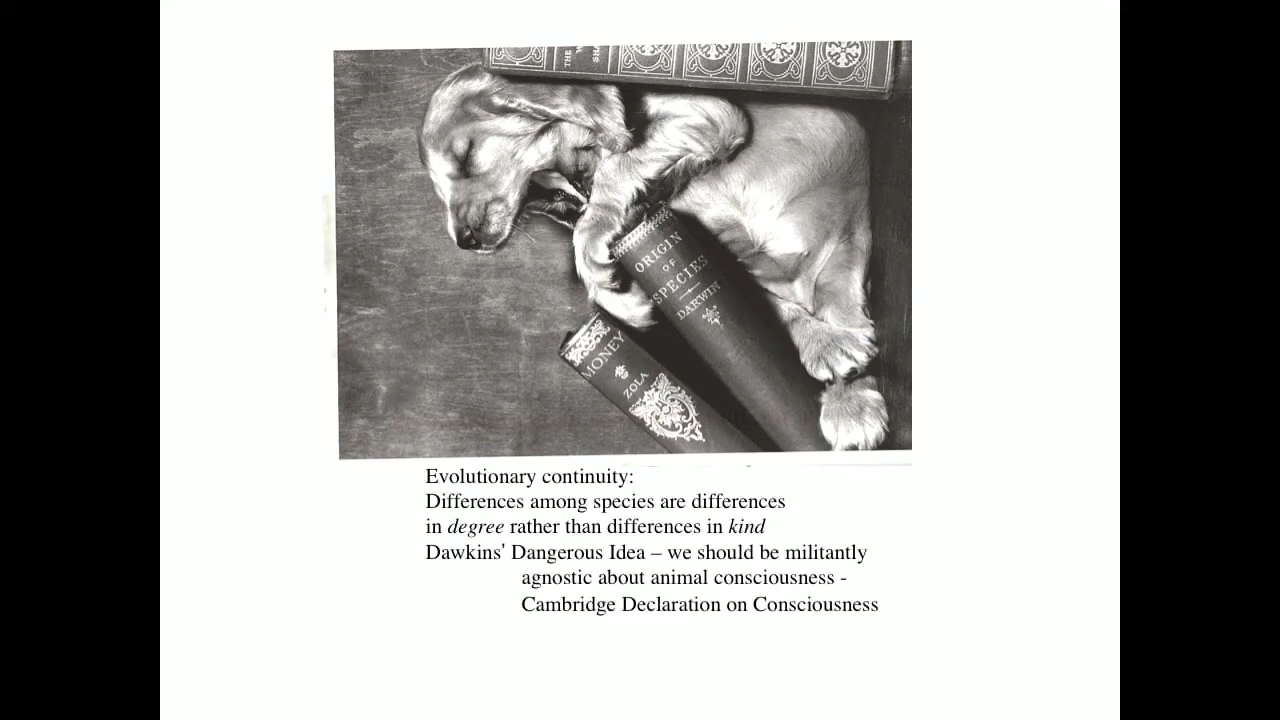 THE W
SHA
ORIGIN
OF
SPECIES
DARWIN
MONEY
ZOLA
Evolutionary continuity:
Differences among species are differences
in degree rather than differences in kind
Dawkins' Dangerous Idea – we should be militantly
agnostic about animal consciousness -
Cambridge Declaration on Consciousness